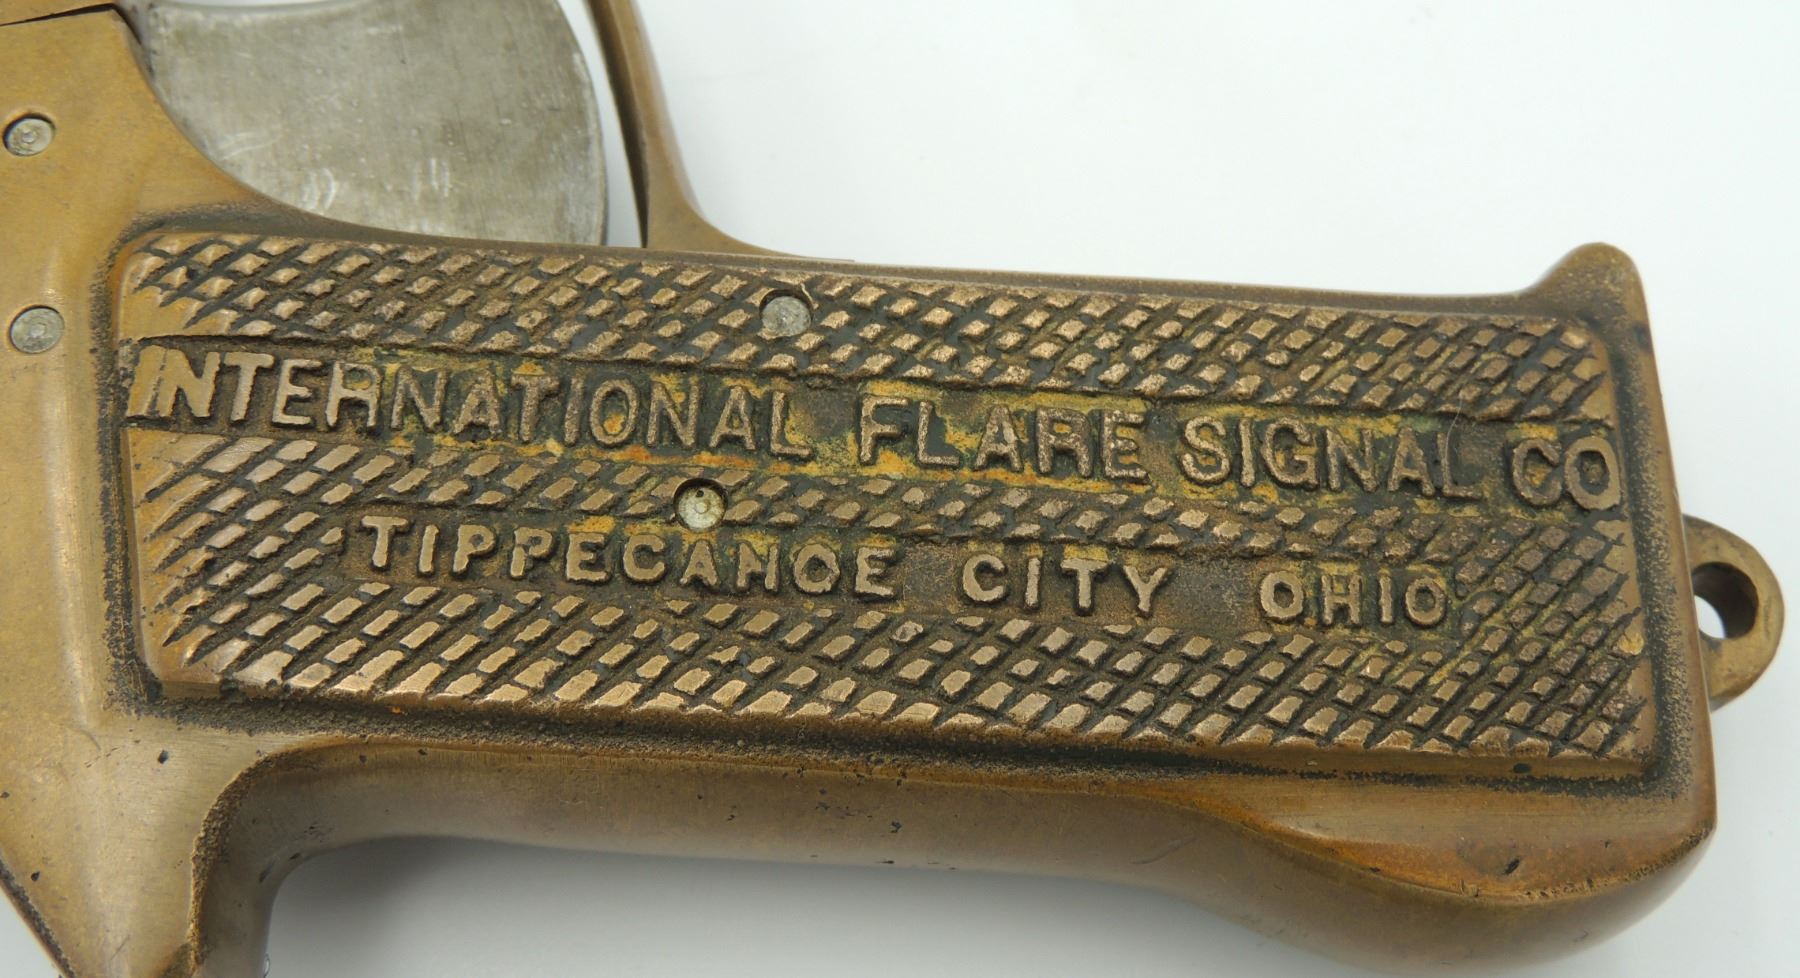 INTERNATIONAL FLARE SIGNAL CO
TIPPECANOE CITY OHIO